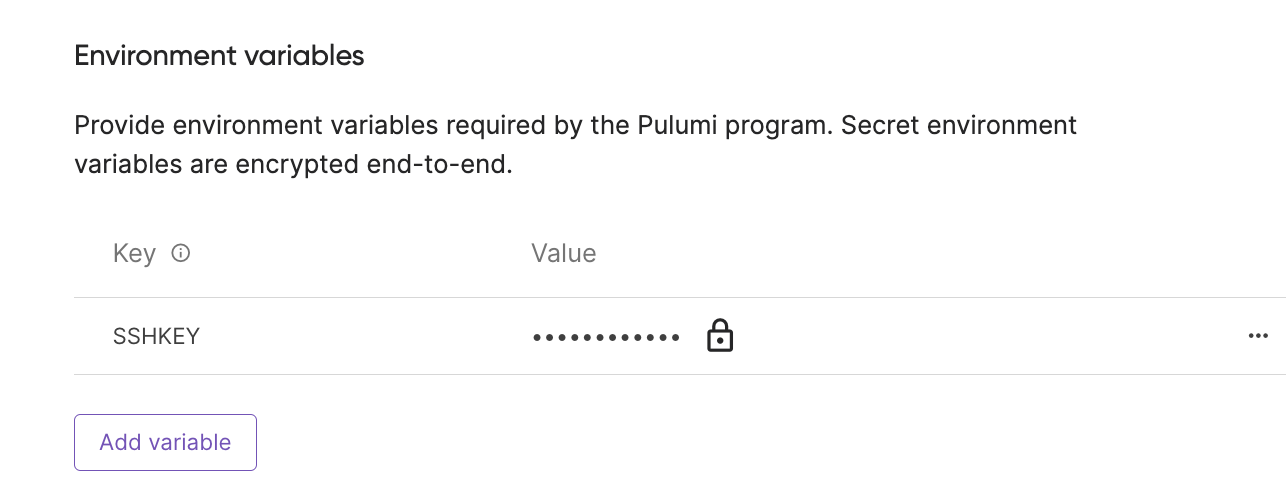 Environment variables
Provide environment variables required by the Pulumi program. Secret environment
variables are encrypted end-to-end.
Key Value
SSHKEY ••••••••••••
Add variable